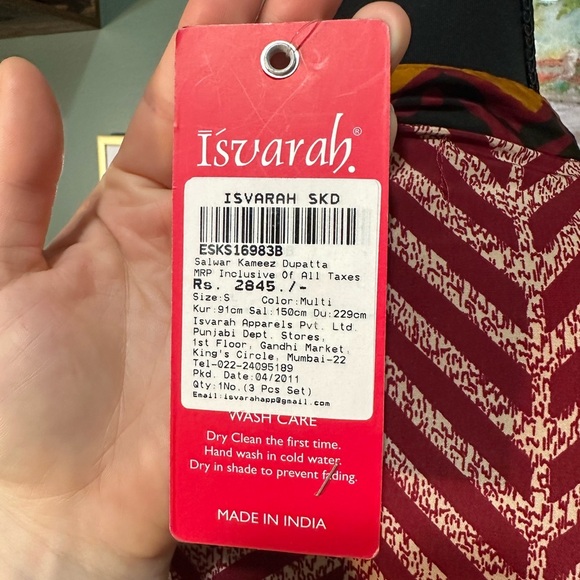 Īśvarah®
ISVARAH SKD
ESKS16983B
Salwar Kameez Dupatta
MRP Inclusive Of All Taxes
Rs. 2845./-
Size:S Color:Multi
Kur:91cm Sal:150cm Du:229cm
Isvarah Apparels Pvt. Ltd.
Punjabi Dept. Stores,
1st Floor, Gandhi Market,
King's Circle, Mumbai-22
Tel-022-24095189
Pkd. Date:04/2011
Qty:1No.(3 Pcs Set)
Email:isvarahapp@gmail.com
WASH CARE
Dry Clean the first time.
Hand wash in cold water.
Dry in shade to prevent fading.
MADE IN INDIA